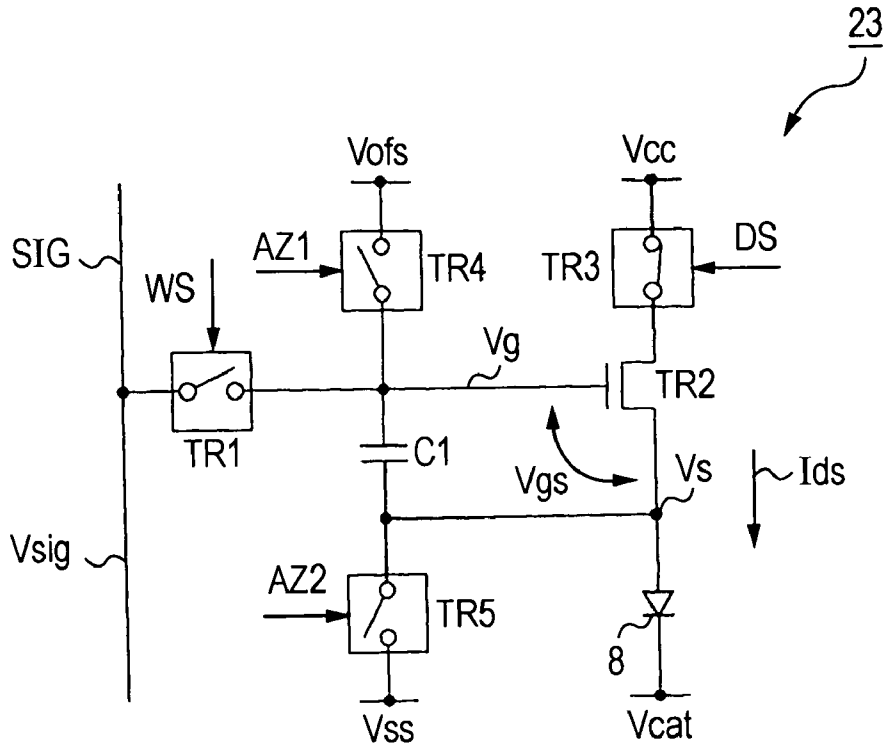 23
Vofs
Vcc
SIG
AZ1
TR4
TR3
DS
WS
Vg
TR2
TR1
C1
Vgs
Vs
Ids
Vsig
AZ2
TR5
8
Vss
Vcat